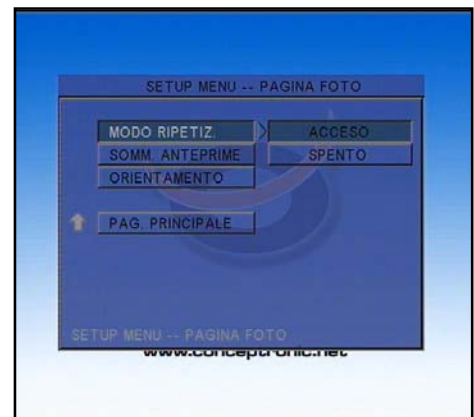 SETUP MENU -- PAGINA FOTO
MODO RIPETIZ.
ACCESO
SOMM. ANTEPRIME
SPENTO
ORIENTAMENTO
PAG. PRINCIPALE
SETUP MENU -- PAGINA FOTO
www.conceptronic.net